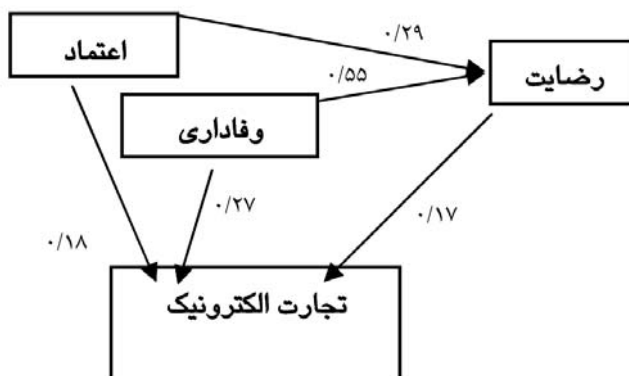 اعتماد
۰/۲۹
رضایت
۰/۵۵
وفاداری
۰/۲۷
۰/۱۷
۰/۱۸
تجارت الکترونیک